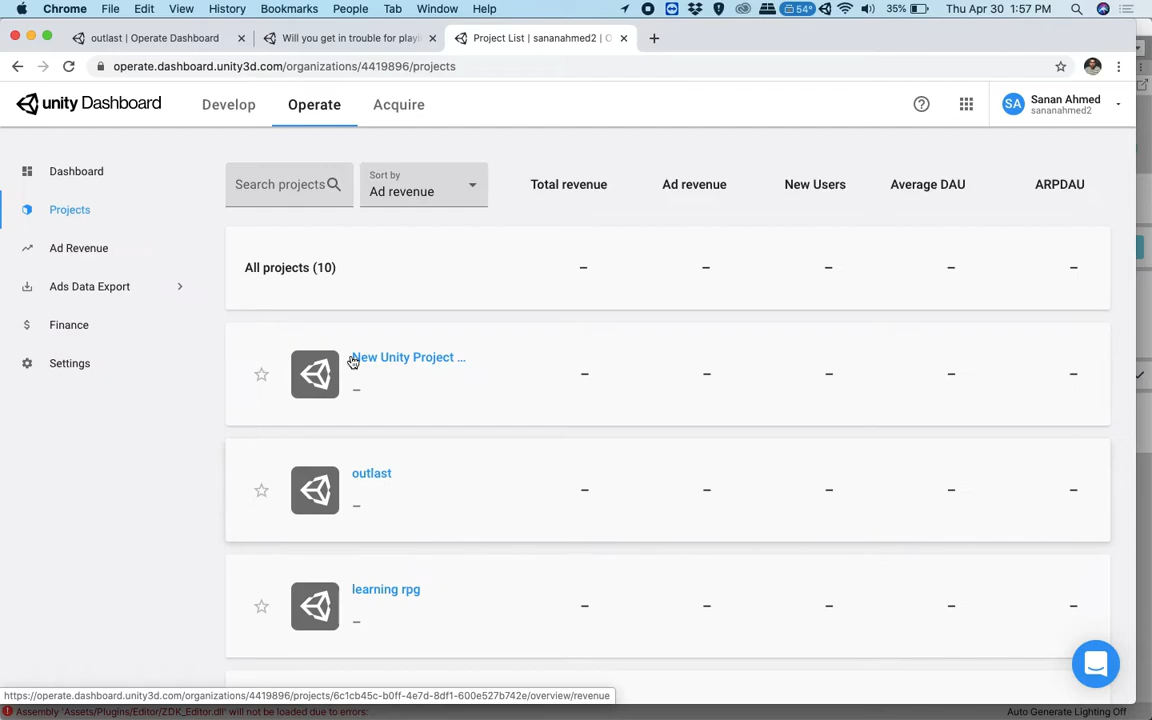 Chrome File Edit View History Bookmarks People Tab Window Help 54° 35% Thu Apr 30 1:57 PM
outlast | Operate Dashboard Will you get in trouble for playi Project List | sananahmed2 | O
operate.dashboard.unity3d.com/organizations/4419896/projects
unity Dashboard Develop Operate Acquire SA Sanan Ahmed
sananahmed2
Dashboard
Projects
Ad Revenue
Ads Data Export
Finance
Settings
Search projects Sort by
Ad revenue Total revenue Ad revenue New Users Average DAU ARPDAU
All projects (10) – – – – –
New Unity Project ...
– – – – – –
outlast
– – – – – –
learning rpg
– – – – – –
https://operate.dashboard.unity3d.com/organizations/4419896/projects/6c1cb45c-b0ff-4e7d-8df1-600e527b742e/overview/revenue
Assembly 'Assets/Plugins/Editor/ZDK_Editor.dll' will not be loaded due to errors: Auto Generate Lighting Off